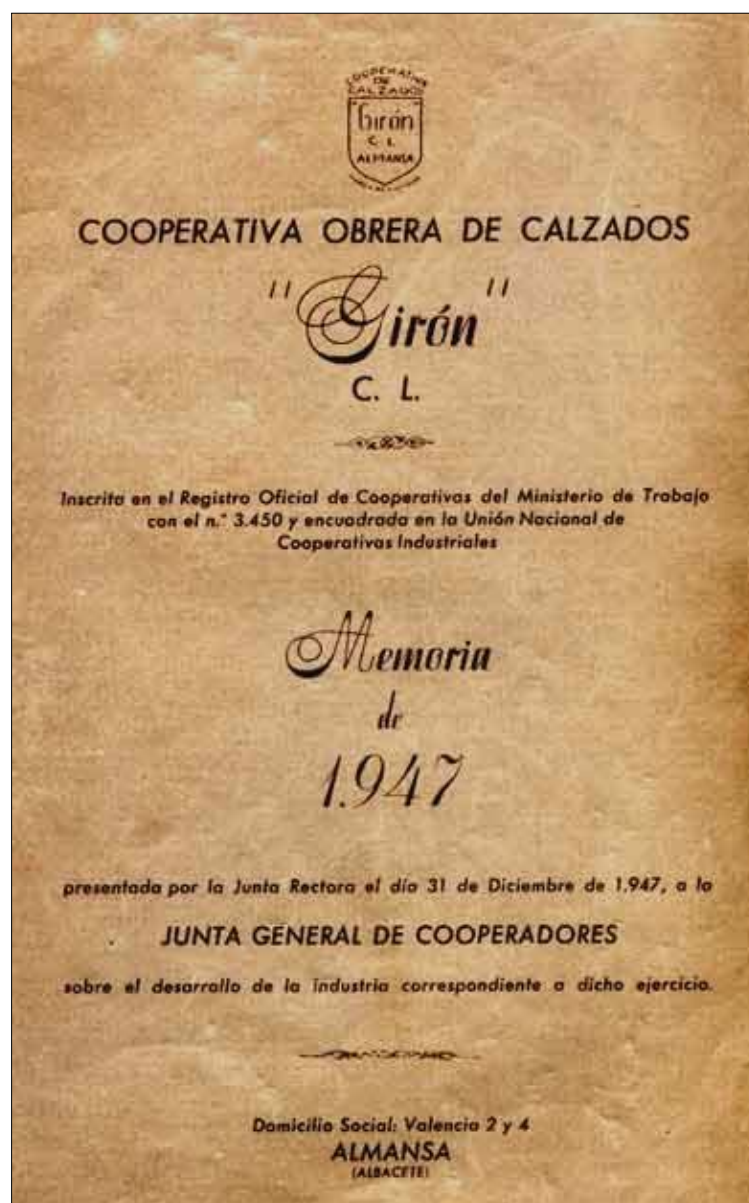 COOPERATIVA
DE
CALZADOS
"Girón"
C. L.
ALMANSA
COOPERATIVA OBRERA DE CALZADOS
"Girón"
C. L.
Inscrita en el Registro Oficial de Cooperativas del Ministerio de Trabajo
con el n.º 3.450 y encuadrada en la Unión Nacional de
Cooperativas Industriales
Memoria
de
1.947
presentada por la Junta Rectora el día 31 de Diciembre de 1.947, a la
JUNTA GENERAL DE COOPERADORES
sobre el desarrollo de la industria correspondiente a dicho ejercicio.
Domicilio Social: Valencia 2 y 4
ALMANSA
(ALBACETE)